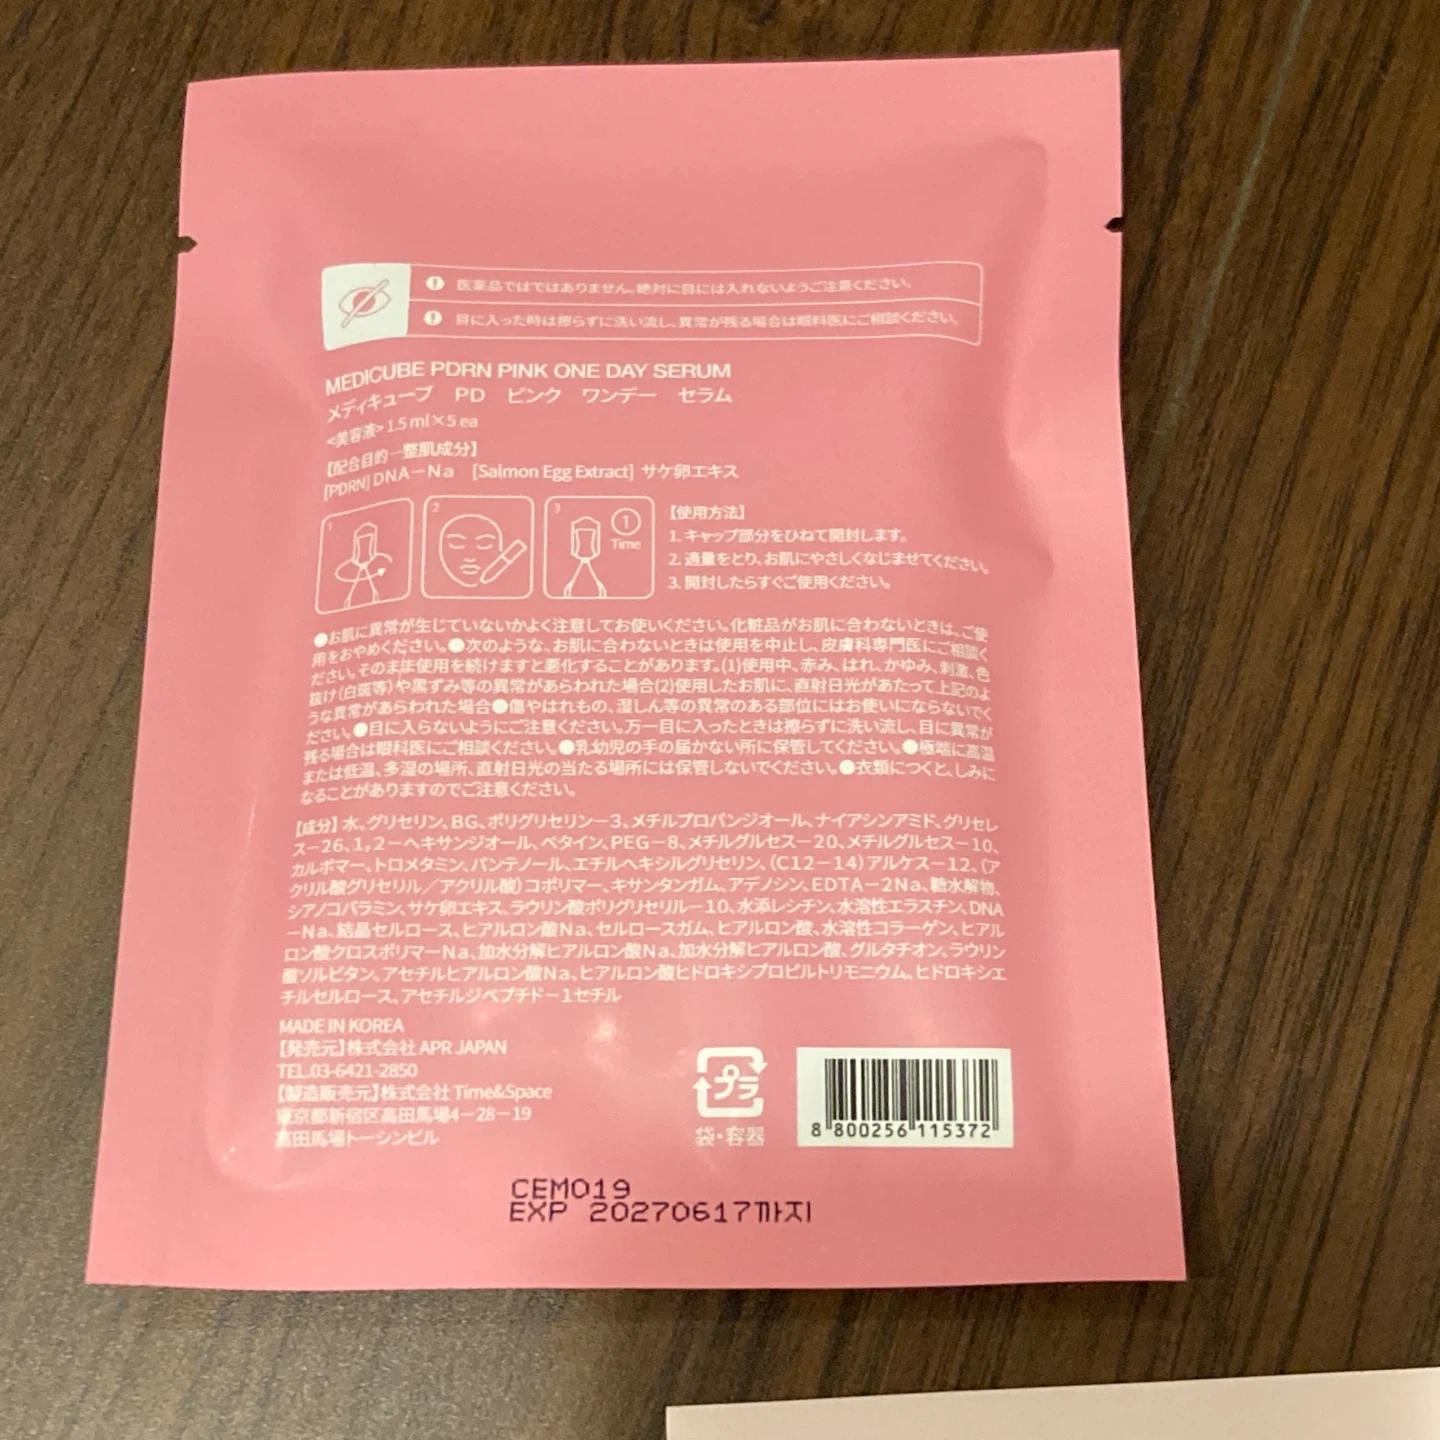 医薬品ではではありません。絶対に目には入れないようご注意ください。
目に入った時は擦らずに洗い流し、異常が残る場合は眼科医にご相談ください。
MEDICUBE PDRN PINK ONE DAY SERUM
メディキューブ PD ピンク ワンデー セラム
<美容液> 1.5 ml×5 ea
【配合目的―整肌成分】
[PDRN] DNA－Na [Salmon Egg Extract] サケ卵エキス
1
2
3
1
Time
【使用方法】
1. キャップ部分をひねて開封します。
2. 適量をとり、お肌にやさしくなじませてください。
3. 開封したらすぐご使用ください。
●お肌に異常が生じていないかよく注意してお使いください。化粧品がお肌に合わないときは、ご使
用をおやめください。●次のような、お肌に合わないときは使用を中止し、皮膚科専門医にご相談く
ださい。そのまま使用を続けますと悪化することがあります。(1)使用中、赤み、はれ、かゆみ、刺激、色
抜け(白斑等)や黒ずみ等の異常があらわれた場合(2)使用したお肌に、直射日光があたって上記のよ
うな異常があらわれた場合●傷やはれもの、湿しん等の異常のある部位にはお使いにならないでく
ださい。●目に入らないようにご注意ください。万一目に入ったときは擦らずに洗い流し、目に異常が
残る場合は眼科医にご相談ください。●乳幼児の手の届かない所に保管してください。●極端に高温
または低温、多湿の場所、直射日光の当たる場所には保管しないでください。●衣類につくと、しみに
なることがありますのでご注意ください。
【成分】水、グリセリン、BG、ポリグリセリン－3、メチルプロパンジオール、ナイアシンアミド、グリセレ
ス－26、1，2－ヘキサンジオール、ベタイン、PEG－8、メチルグルセス－20、メチルグルセス－10、
カルボマー、トロメタミン、パンテノール、エチルヘキシルグリセリン、(C12－14)アルケス－12、(ア
クリル酸グリセリル／アクリル酸)コポリマー、キサンタンガム、アデノシン、EDTA－2Na、糖水解物、
シアノコバラミン、サケ卵エキス、ラウリン酸ポリグリセリル－10、水添レシチン、水溶性エラスチン、DNA
－Na、結晶セルロース、ヒアルロン酸Na、セルロースガム、ヒアルロン酸、水溶性コラーゲン、ヒアル
ロン酸クロスポリマーNa、加水分解ヒアルロン酸Na、加水分解ヒアルロン酸、グルタチオン、ラウリン
酸ソルビタン、アセチルヒアルロン酸Na、ヒアルロン酸ヒドロキシプロピルトリモニウム、ヒドロキシエ
チルセルロース、アセチルジペプチド－1セチル
MADE IN KOREA
【発売元】株式会社 APR JAPAN
TEL.03-6421-2850
【製造販売元】株式会社 Time&Space
東京都新宿区高田馬場4－28－19
高田馬場トーシンビル
プラ
袋・容器
8 800256 115372
CEM019
EXP 20270617까지